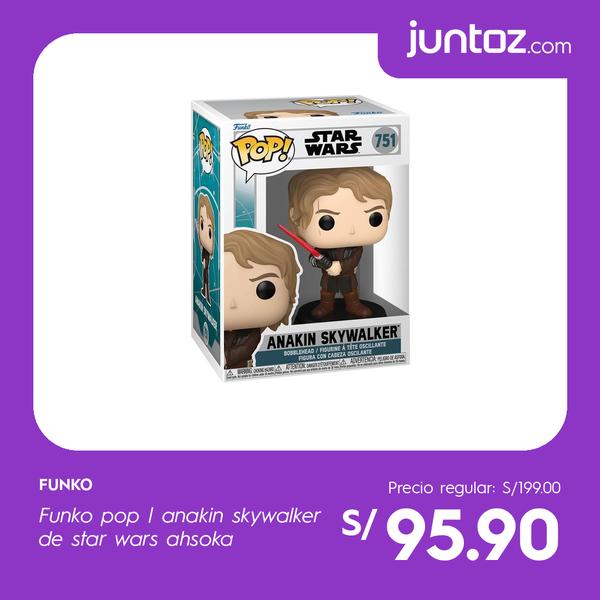 juntoz.com
Funko
POP!
STAR
WARS
751
ANAKIN SKYWALKER
BOBBLEHEAD / FIGURINE À TÊTE OSCILLANTE
FIGURA CON CABEZA OSCILANTE
FUNKO
Funko pop | anakin skywalker
de star wars ahsoka
Precio regular: S/199.00
S/ 95.90